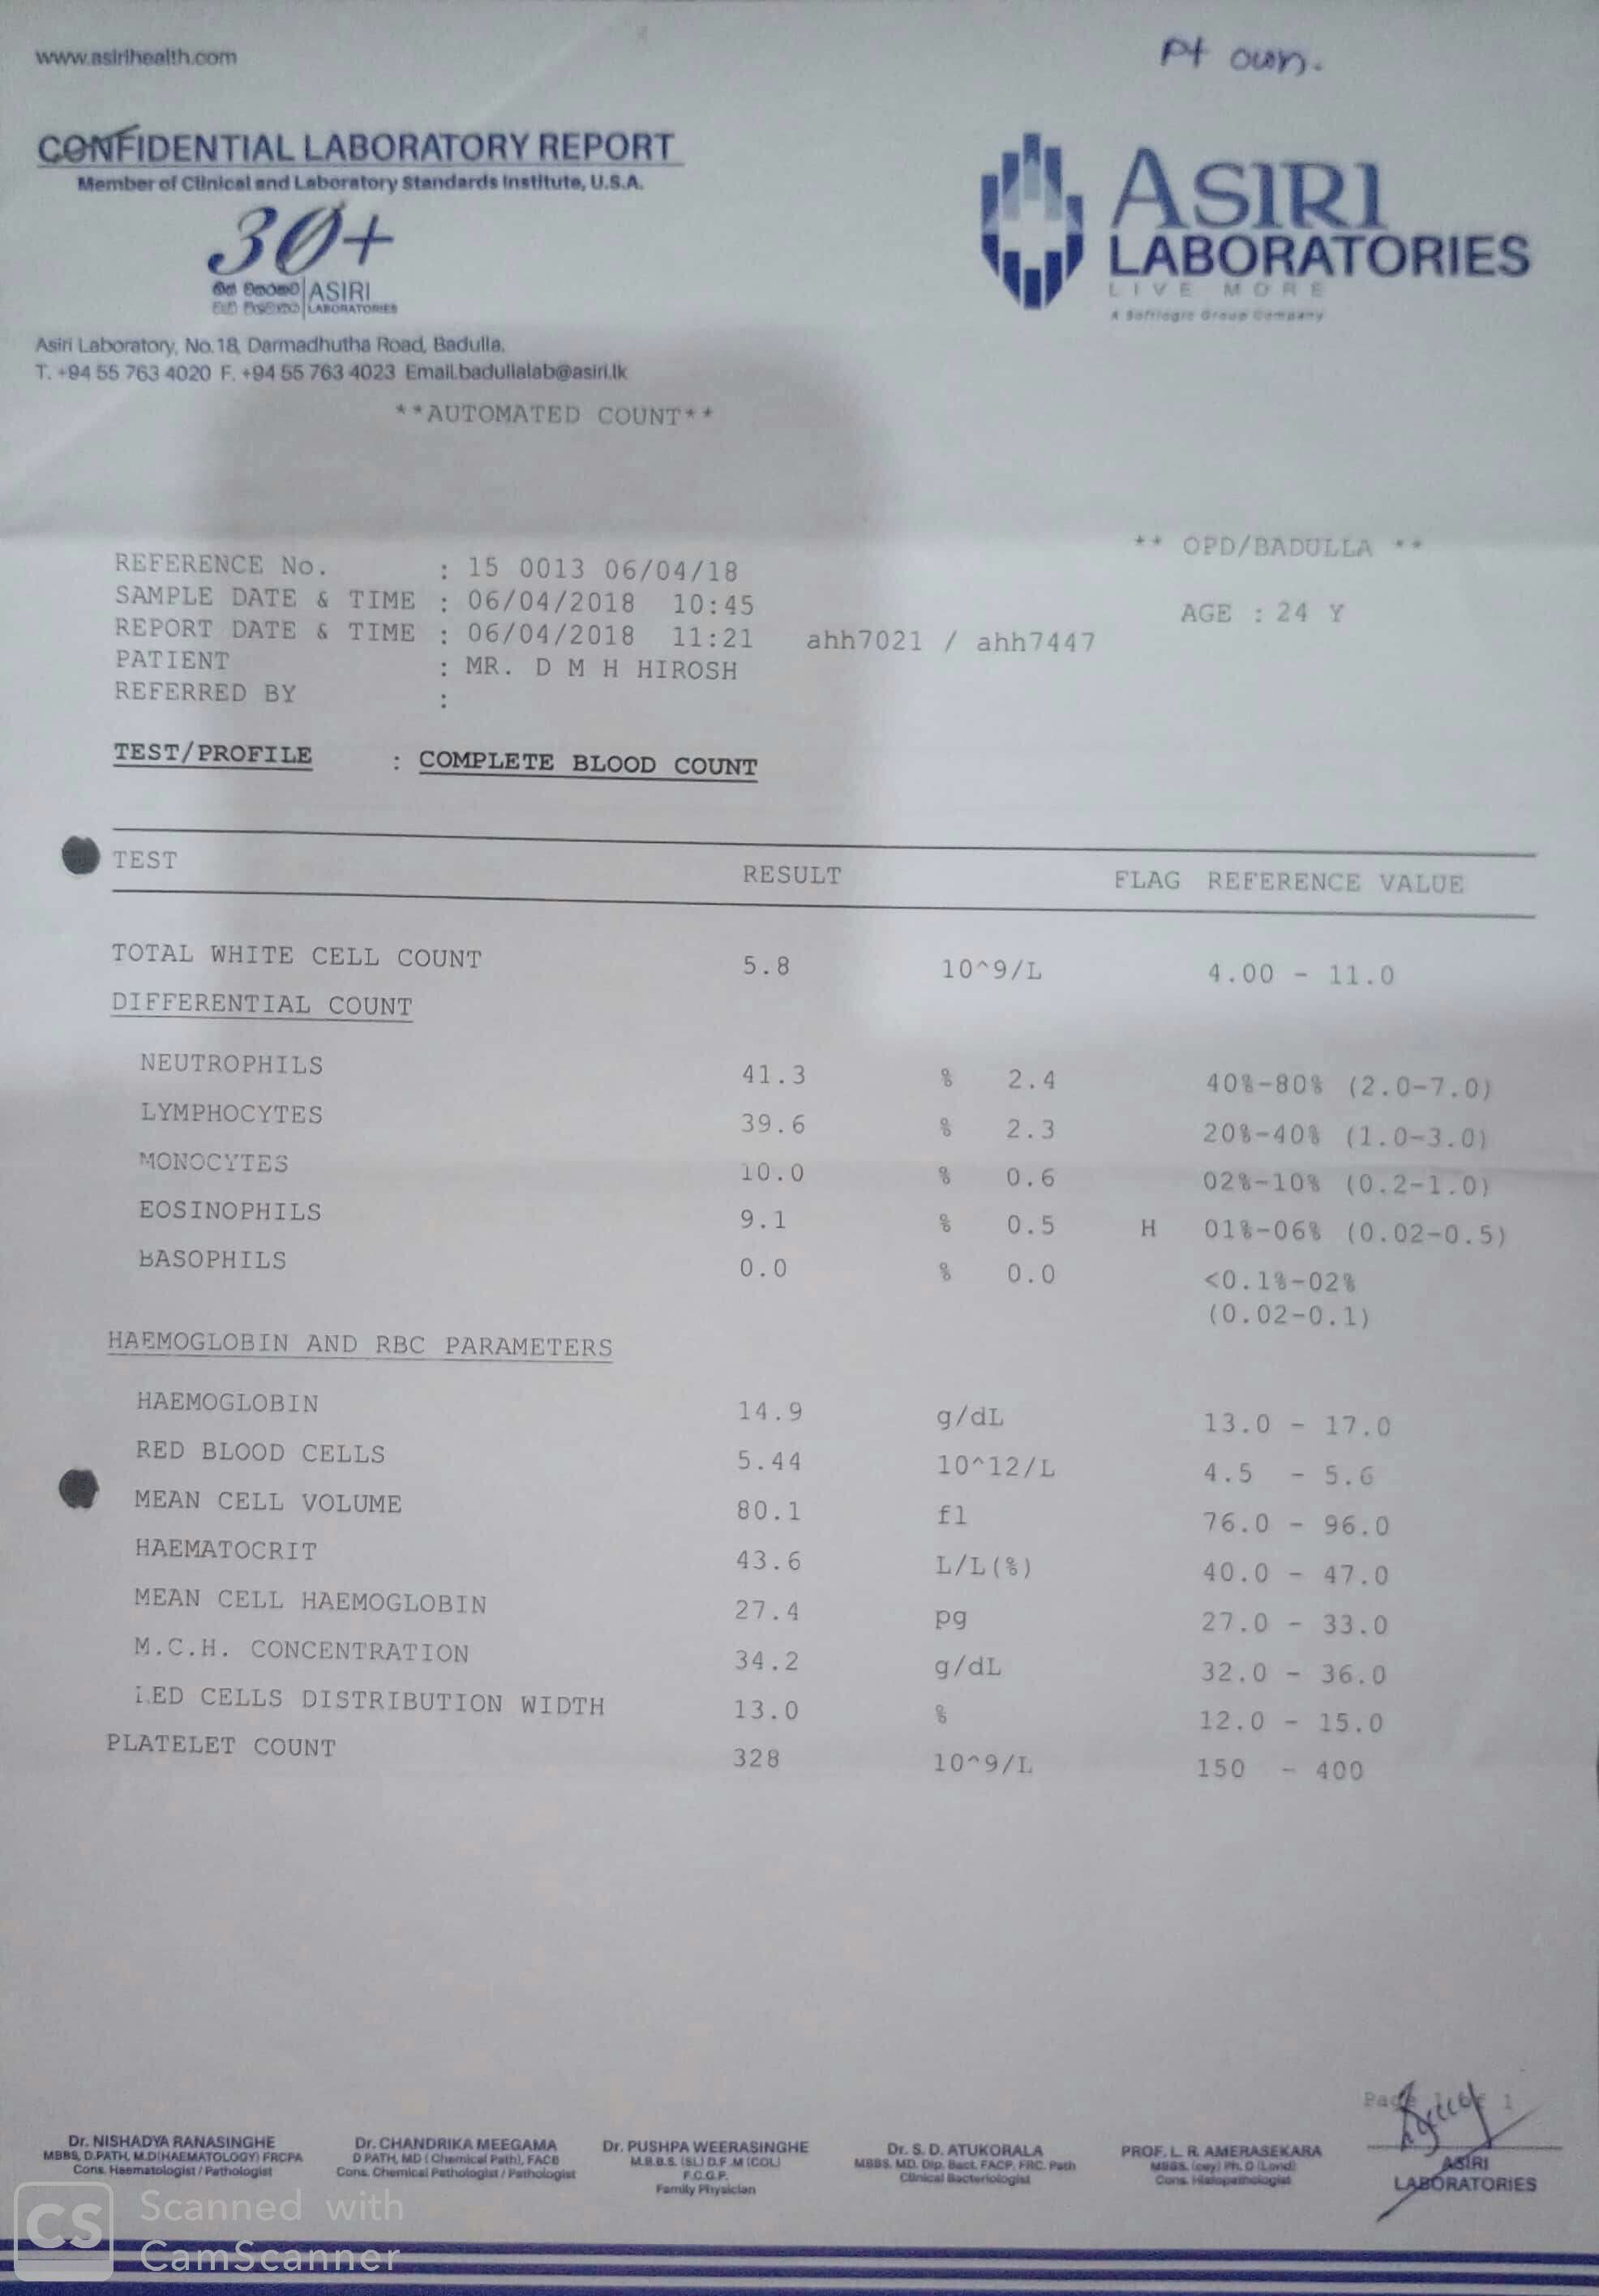 www.asirihealth.com
Pt own.
CONFIDENTIAL LABORATORY REPORT
Member of Clinical and Laboratory Standards Institute, U.S.A.
30+
ASIRI
LABORATORIES
ASIRI
LABORATORIES
LIVE MORE
A Softlogic Group Company
Asiri Laboratory, No.18, Darmadhutha Road, Badulla.
T. +94 55 763 4020 F. +94 55 763 4023 Email.badullalab@asiri.lk
**AUTOMATED COUNT**
** OPD/BADULLA **
REFERENCE No. : 15 0013 06/04/18
SAMPLE DATE & TIME : 06/04/2018 10:45 AGE : 24 Y
REPORT DATE & TIME : 06/04/2018 11:21 ahh7021 / ahh7447
PATIENT : MR. D M H HIROSH
REFERRED BY :
TEST/PROFILE : COMPLETE BLOOD COUNT
TEST RESULT FLAG REFERENCE VALUE
TOTAL WHITE CELL COUNT 5.8 10^9/L 4.00 - 11.0
DIFFERENTIAL COUNT
NEUTROPHILS 41.3 % 2.4 40%-80% (2.0-7.0)
LYMPHOCYTES 39.6 % 2.3 20%-40% (1.0-3.0)
MONOCYTES 10.0 % 0.6 02%-10% (0.2-1.0)
EOSINOPHILS 9.1 % 0.5 H 01%-06% (0.02-0.5)
BASOPHILS 0.0 % 0.0 <0.1%-02%
(0.02-0.1)
HAEMOGLOBIN AND RBC PARAMETERS
HAEMOGLOBIN 14.9 g/dL 13.0 - 17.0
RED BLOOD CELLS 5.44 10^12/L 4.5 - 5.6
MEAN CELL VOLUME 80.1 fl 76.0 - 96.0
HAEMATOCRIT 43.6 L/L(%) 40.0 - 47.0
MEAN CELL HAEMOGLOBIN 27.4 pg 27.0 - 33.0
M.C.H. CONCENTRATION 34.2 g/dL 32.0 - 36.0
RED CELLS DISTRIBUTION WIDTH 13.0 % 12.0 - 15.0
PLATELET COUNT 328 10^9/L 150 - 400
Page 1 of 1
Dr. NISHADYA RANASINGHE
MBBS, D.PATH, M.D(HAEMATOLOGY) FRCPA
Cons. Haematologist / Pathologist
Dr. CHANDRIKA MEEGAMA
D PATH, MD ( Chemical Path), FACB
Cons. Chemical Pathologist / Pathologist
Dr. PUSHPA WEERASINGHE
M.B.B.S. (SL) D.F.M (COL)
F.C.G.P.
Family Physician
Dr. S. D. ATUKORALA
MBBS. MD. Dip. Bact. FACP, FRC. Path
Clinical Bacteriologist
PROF. L. R. AMERASEKARA
MBBS. (cey) Ph. D (Lond)
Cons. Histopathologist
ASIRI
LABORATORIES
CS
Scanned with
CamScanner